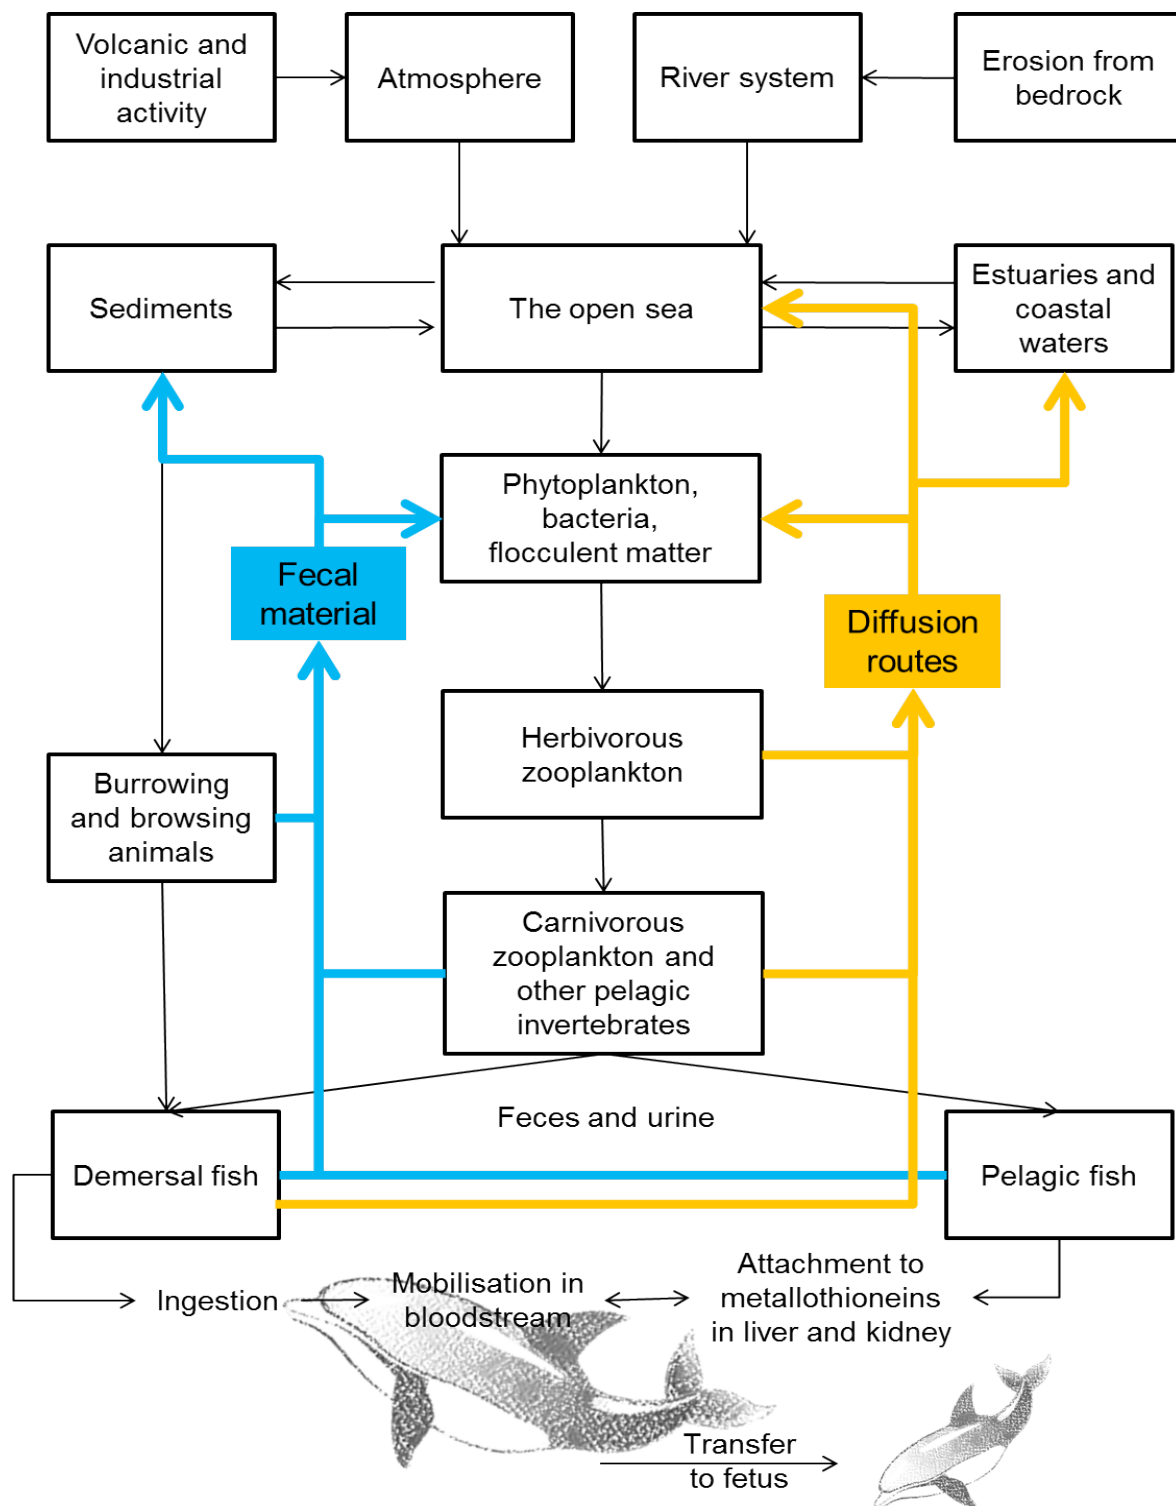 Volcanic and
industrial
activity
Atmosphere
River system
Erosion from
bedrock
Sediments
The open sea
Estuaries and
coastal
waters
Phytoplankton,
bacteria,
flocculent matter
Fecal
material
Diffusion
routes
Herbivorous
zooplankton
Burrowing
and browsing
animals
Carnivorous
zooplankton and
other pelagic
invertebrates
Feces and urine
Demersal fish
Pelagic fish
Ingestion
Mobilisation in
bloodstream
Attachment to
metallothioneins
in liver and kidney
Transfer
to fetus